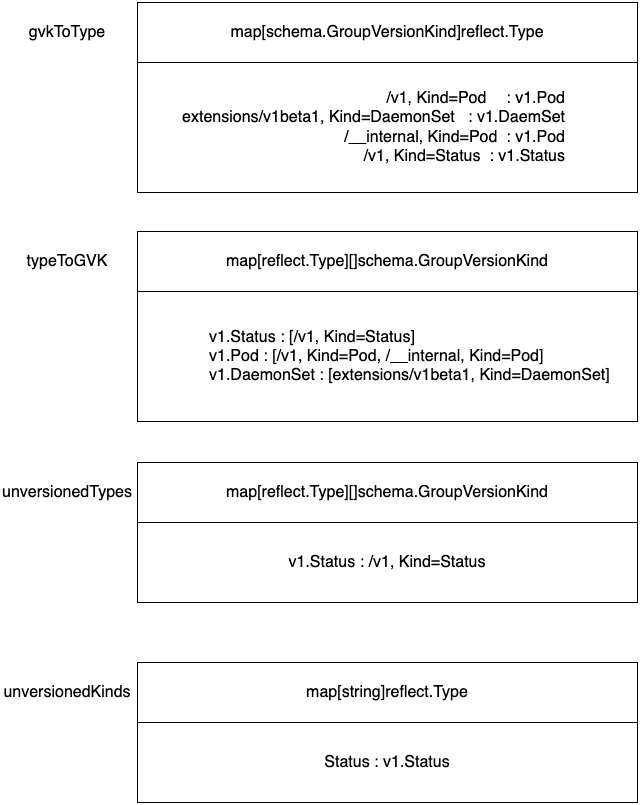 gvkToType
map[schema.GroupVersionKind]reflect.Type
/v1, Kind=Pod : v1.Pod
extensions/v1beta1, Kind=DaemonSet : v1.DaemSet
/__internal, Kind=Pod : v1.Pod
/v1, Kind=Status : v1.Status
typeToGVK
map[reflect.Type][]schema.GroupVersionKind
v1.Status : [/v1, Kind=Status]
v1.Pod : [/v1, Kind=Pod, /__internal, Kind=Pod]
v1.DaemonSet : [extensions/v1beta1, Kind=DaemonSet]
unversionedTypes
map[reflect.Type][]schema.GroupVersionKind
v1.Status : /v1, Kind=Status
unversionedKinds
map[string]reflect.Type
Status : v1.Status